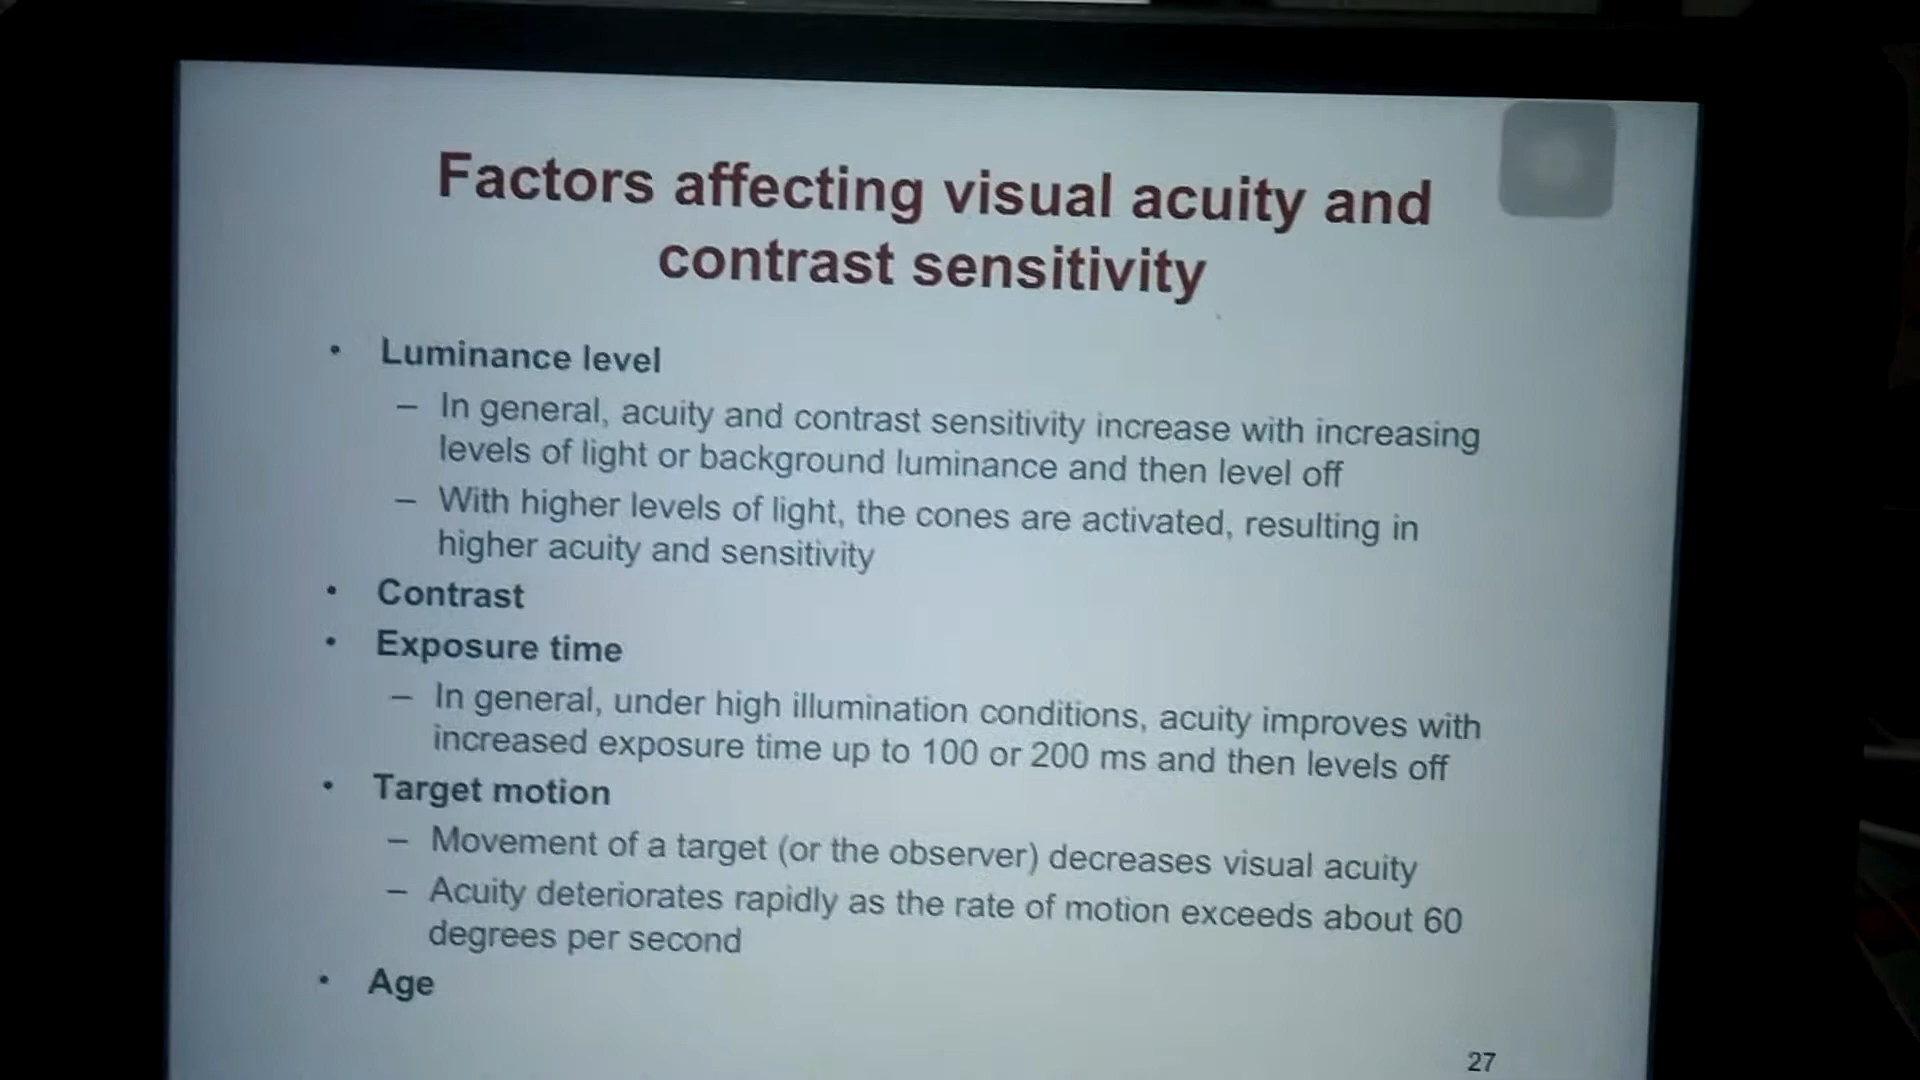 Factors affecting visual acuity and
contrast sensitivity
• Luminance level
– In general, acuity and contrast sensitivity increase with increasing
levels of light or background luminance and then level off
– With higher levels of light, the cones are activated, resulting in
higher acuity and sensitivity
• Contrast
• Exposure time
– In general, under high illumination conditions, acuity improves with
increased exposure time up to 100 or 200 ms and then levels off
• Target motion
– Movement of a target (or the observer) decreases visual acuity
– Acuity deteriorates rapidly as the rate of motion exceeds about 60
degrees per second
• Age
27